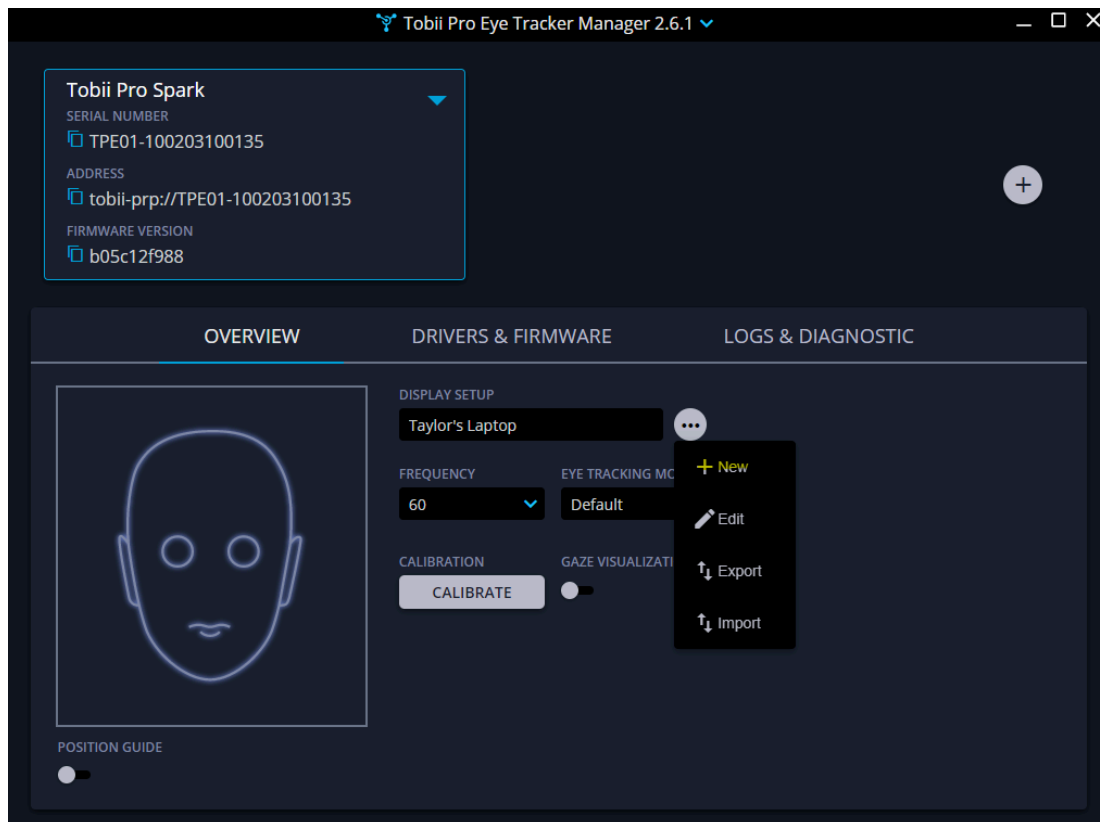 Tobii Pro Eye Tracker Manager 2.6.1
Tobii Pro Spark
SERIAL NUMBER
TPE01-100203100135
ADDRESS
tobii-prp://TPE01-100203100135
FIRMWARE VERSION
b05c12f988
+
OVERVIEW DRIVERS & FIRMWARE LOGS & DIAGNOSTIC
DISPLAY SETUP
Taylor's Laptop
FREQUENCY
60
EYE TRACKING MO
Default
CALIBRATION
CALIBRATE
GAZE VISUALIZATI
+ New
Edit
Export
Import
POSITION GUIDE